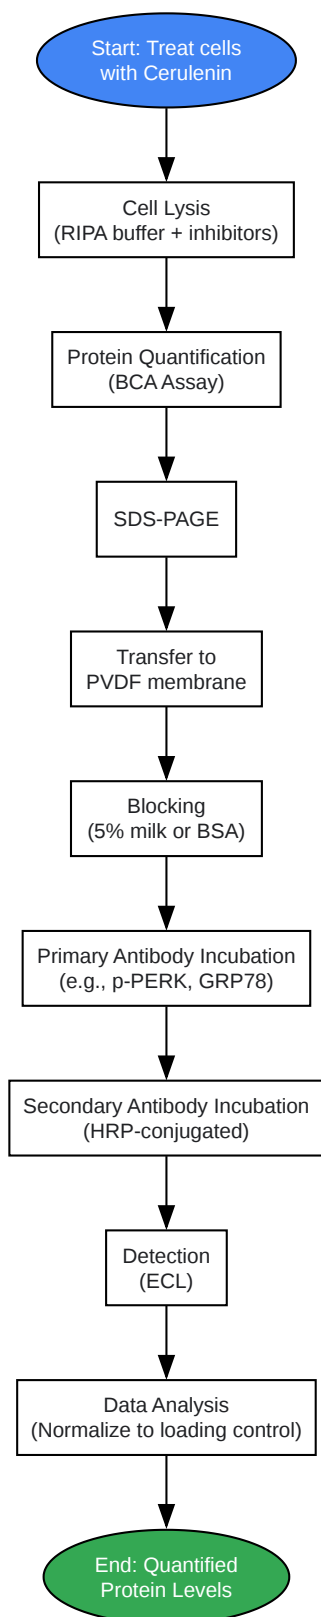 Start: Treat cells
with Cerulenin
Cell Lysis
(RIPA buffer + inhibitors)
Protein Quantification
(BCA Assay)
SDS-PAGE
Transfer to
PVDF membrane
Blocking
(5% milk or BSA)
Primary Antibody Incubation
(e.g., p-PERK, GRP78)
Secondary Antibody Incubation
(HRP-conjugated)
Detection
(ECL)
Data Analysis
(Normalize to loading control)
End: Quantified
Protein Levels